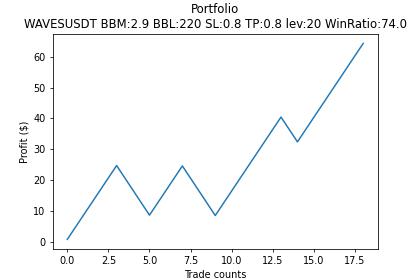 Portfolio
WAVESUSDT BBM:2.9 BBL:220 SL:0.8 TP:0.8 lev:20 WinRatio:74.0
Profit ($)
60
50
40
30
20
10
0
0.0 2.5 5.0 7.5 10.0 12.5 15.0 17.5
Trade counts